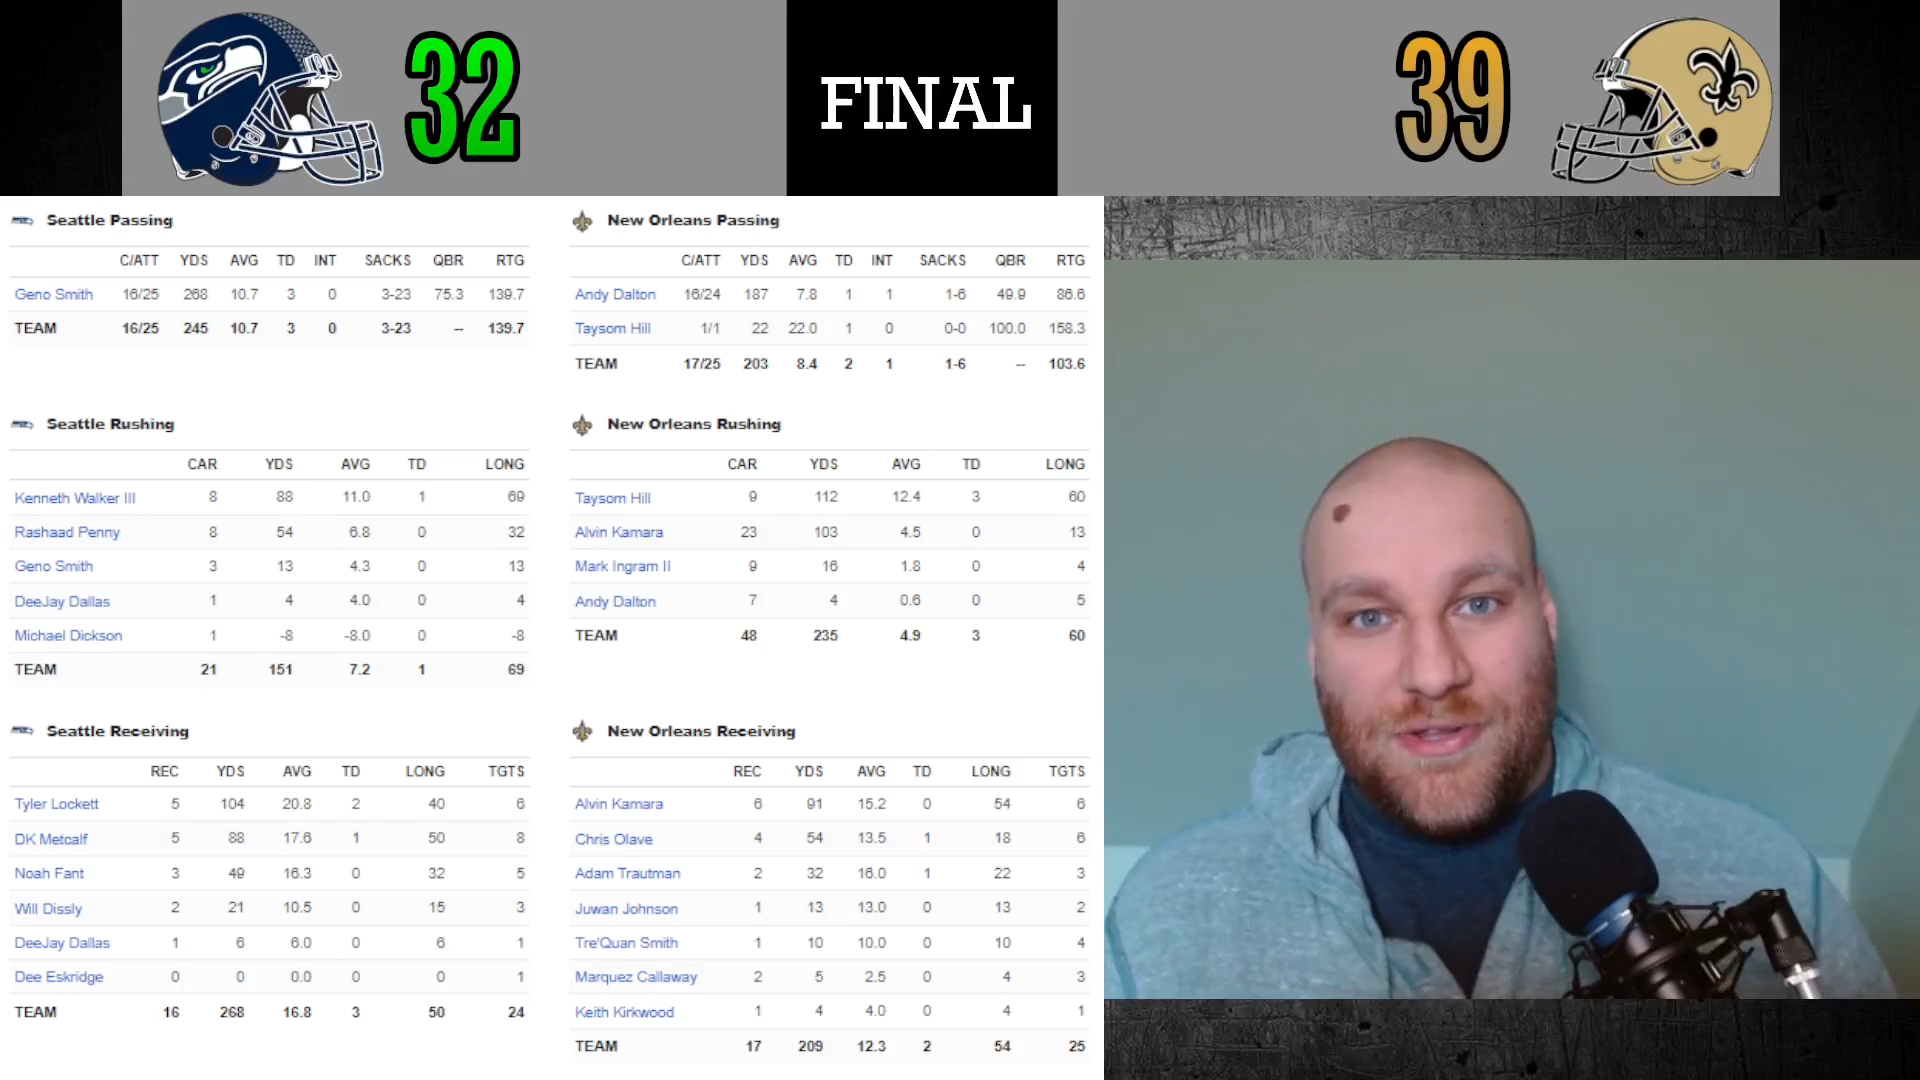 32 FINAL 39
Seattle Passing
C/ATT YDS AVG TD INT SACKS QBR RTG
Geno Smith 16/25 268 10.7 3 0 3-23 75.3 139.7
TEAM 16/25 245 10.7 3 0 3-23 -- 139.7
New Orleans Passing
C/ATT YDS AVG TD INT SACKS QBR RTG
Andy Dalton 16/24 187 7.8 1 1 1-6 49.9 86.6
Taysom Hill 1/1 22 22.0 1 0 0-0 100.0 158.3
TEAM 17/25 203 8.4 2 1 1-6 -- 103.6
Seattle Rushing
CAR YDS AVG TD LONG
Kenneth Walker III 8 88 11.0 1 69
Rashaad Penny 8 54 6.8 0 32
Geno Smith 3 13 4.3 0 13
DeeJay Dallas 1 4 4.0 0 4
Michael Dickson 1 -8 -8.0 0 -8
TEAM 21 151 7.2 1 69
New Orleans Rushing
CAR YDS AVG TD LONG
Taysom Hill 9 112 12.4 3 60
Alvin Kamara 23 103 4.5 0 13
Mark Ingram II 9 16 1.8 0 4
Andy Dalton 7 4 0.6 0 5
TEAM 48 235 4.9 3 60
Seattle Receiving
REC YDS AVG TD LONG TGTS
Tyler Lockett 5 104 20.8 2 40 6
DK Metcalf 5 88 17.6 1 50 8
Noah Fant 3 49 16.3 0 32 5
Will Dissly 2 21 10.5 0 15 3
DeeJay Dallas 1 6 6.0 0 6 1
Dee Eskridge 0 0 0.0 0 0 1
TEAM 16 268 16.8 3 50 24
New Orleans Receiving
REC YDS AVG TD LONG TGTS
Alvin Kamara 6 91 15.2 0 54 6
Chris Olave 4 54 13.5 1 18 6
Adam Trautman 2 32 16.0 1 22 3
Juwan Johnson 1 13 13.0 0 13 2
Tre'Quan Smith 1 10 10.0 0 10 4
Marquez Callaway 2 5 2.5 0 4 3
Keith Kirkwood 1 4 4.0 0 4 1
TEAM 17 209 12.3 2 54 25